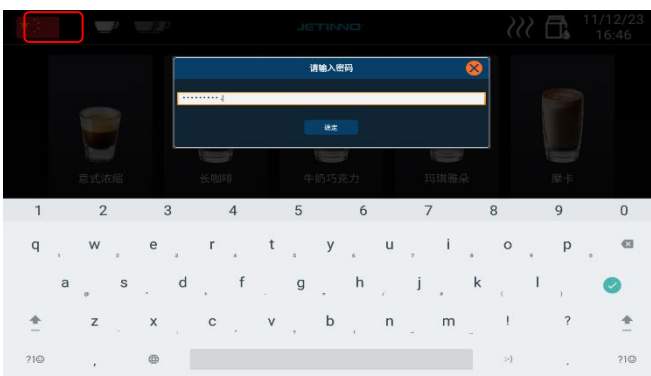 JETINNO
11/12/23
16:46
请输入密码
确定
意式浓缩 长咖啡 牛奶巧克力 玛琪雅朵 摩卡
1 2 3 4 5 6 7 8 9 0
q w e r t y u i o p
a s d f g h j k l
z x c v b n m ! ?
?1☺ , :-) . ?1☺